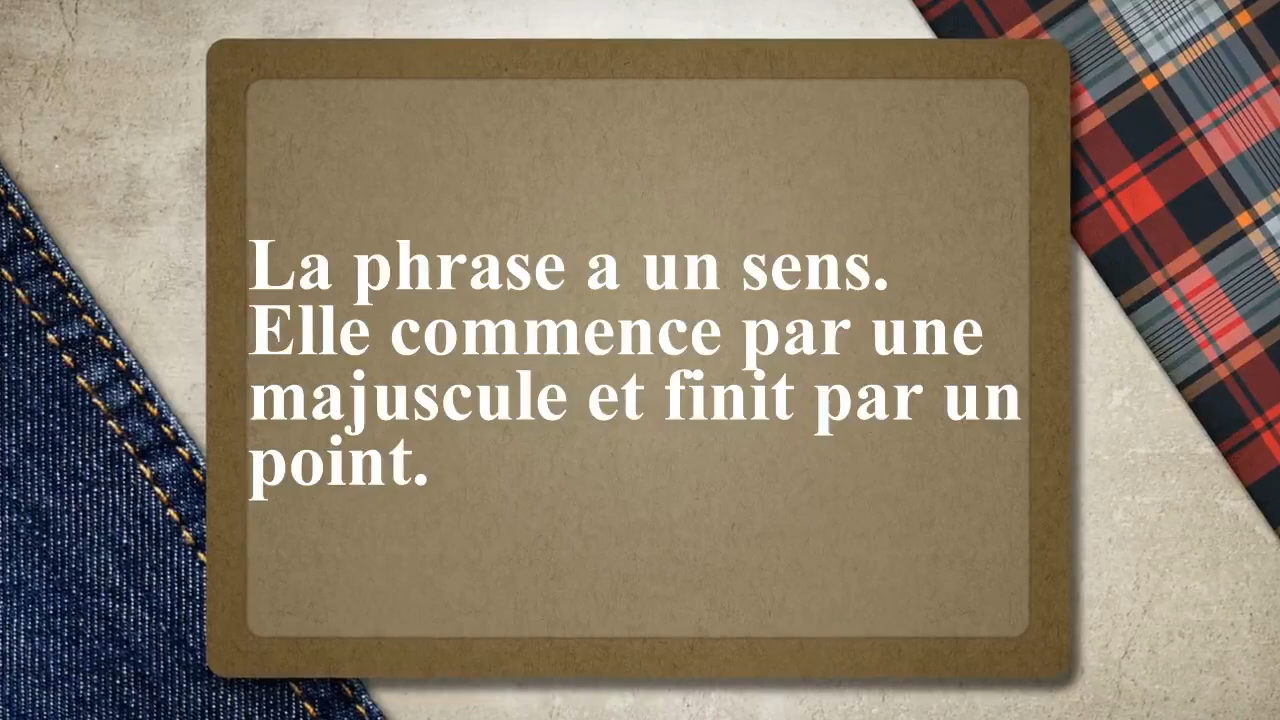 La phrase a un sens.
Elle commence par une
majuscule et finit par un
point.